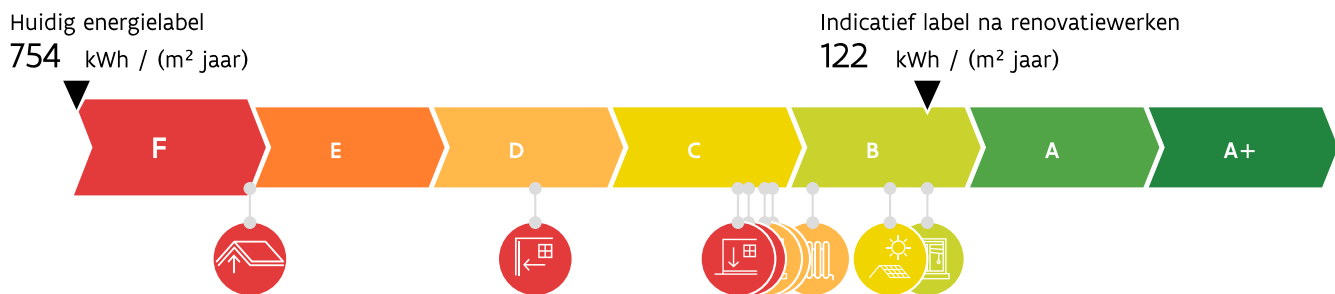 Huidig energielabel
754 kWh / (m² jaar)
Indicatief label na renovatiewerken
122 kWh / (m² jaar)
F E D C B A A+